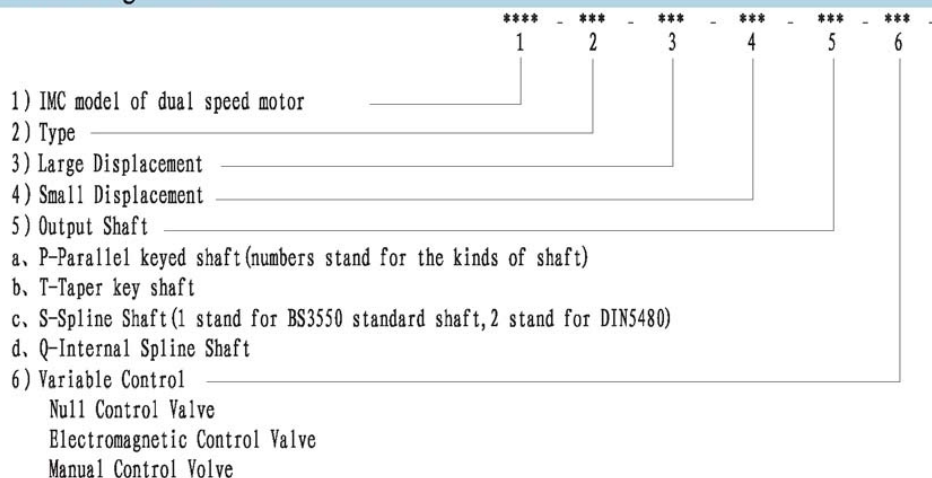 **** - *** - *** - *** - *** - *** -
1 2 3 4 5 6
1) IMC model of dual speed motor
2) Type
3) Large Displacement
4) Small Displacement
5) Output Shaft
a、P-Parallel keyed shaft(numbers stand for the kinds of shaft)
b、T-Taper key shaft
c、S-Spline Shaft(1 stand for BS3550 standard shaft,2 stand for DIN5480)
d、Q-Internal Spline Shaft
6) Variable Control
Null Control Valve
Electromagnetic Control Valve
Manual Control Volve